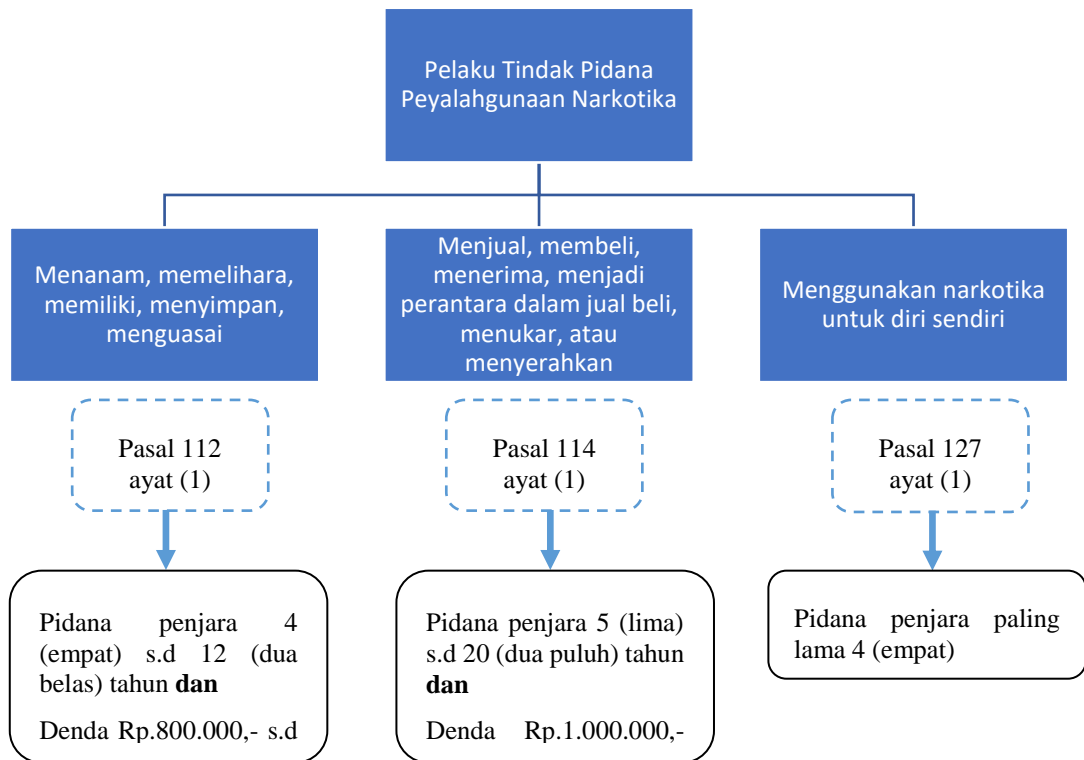 Pelaku Tindak Pidana
Peyalahgunaan Narkotika
Menanam, memelihara,
memiliki, menyimpan,
menguasai
Menjual, membeli,
menerima, menjadi
perantara dalam jual beli,
menukar, atau
menyerahkan
Menggunakan narkotika
untuk diri sendiri
Pasal 112
ayat (1)
Pasal 114
ayat (1)
Pasal 127
ayat (1)
Pidana penjara 4
(empat) s.d 12 (dua
belas) tahun dan
Denda Rp.800.000,- s.d
Pidana penjara 5 (lima)
s.d 20 (dua puluh) tahun
dan
Denda Rp.1.000.000,-
Pidana penjara paling
lama 4 (empat)